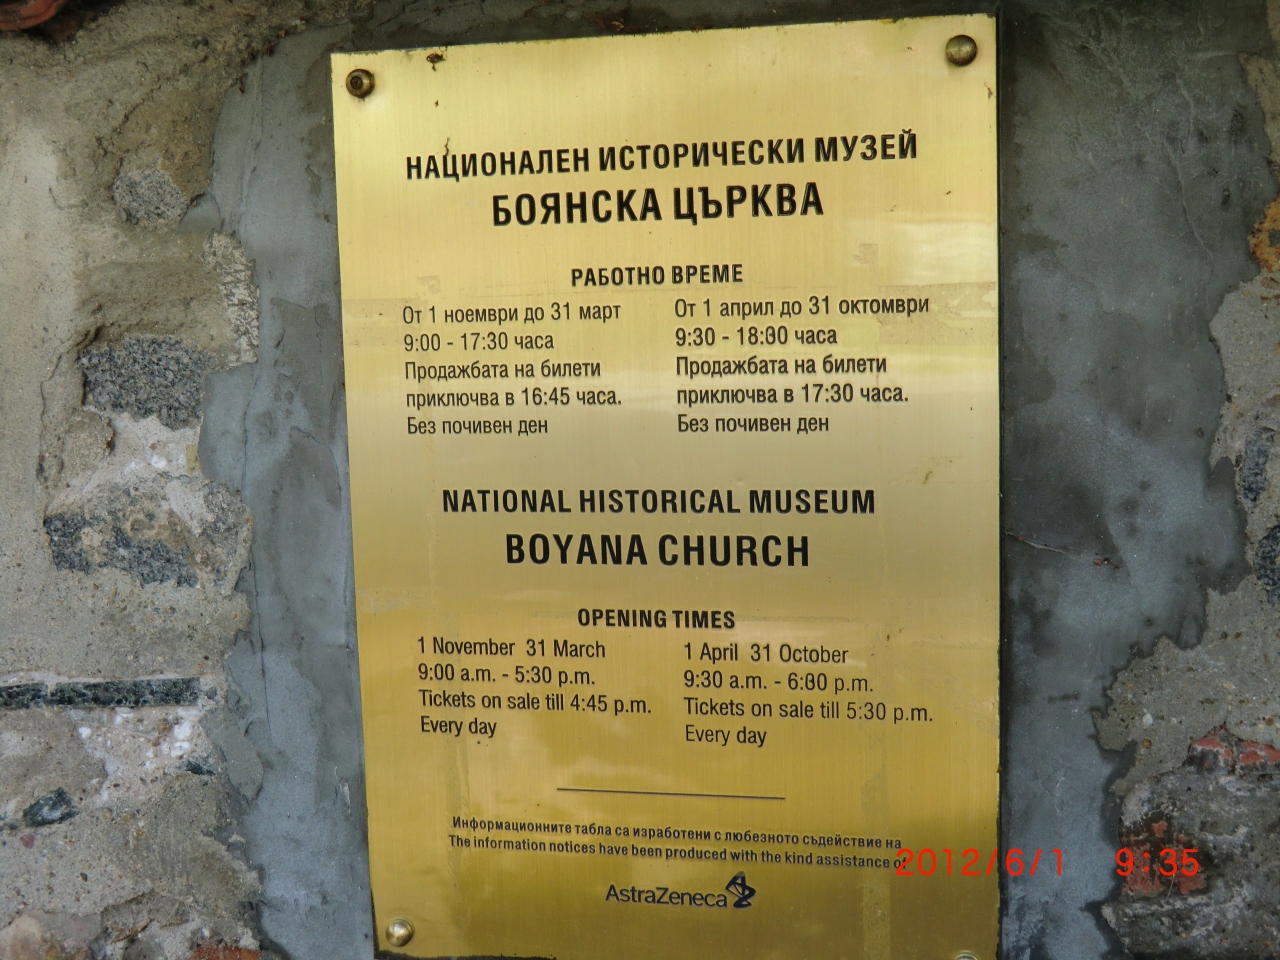 НАЦИОНАЛЕН ИСТОРИЧЕСКИ МУЗЕЙ
БОЯНСКА ЦЪРКВА
РАБОТНО ВРЕМЕ
От 1 ноември до 31 март
9:00 - 17:30 часа
Продажбата на билети
приключва в 16:45 часа.
Без почивен ден
От 1 април до 31 октомври
9:30 - 18:00 часа
Продажбата на билети
приключва в 17:30 часа.
Без почивен ден
NATIONAL HISTORICAL MUSEUM
BOYANA CHURCH
OPENING TIMES
1 November 31 March
9:00 a.m. - 5:30 p.m.
Tickets on sale till 4:45 p.m.
Every day
1 April 31 October
9:30 a.m. - 6:00 p.m.
Tickets on sale till 5:30 p.m.
Every day
Информационните табла са изработени с любезното съдействие на
The information notices have been produced with the kind assistance of
AstraZeneca
2012/6/1 9:35